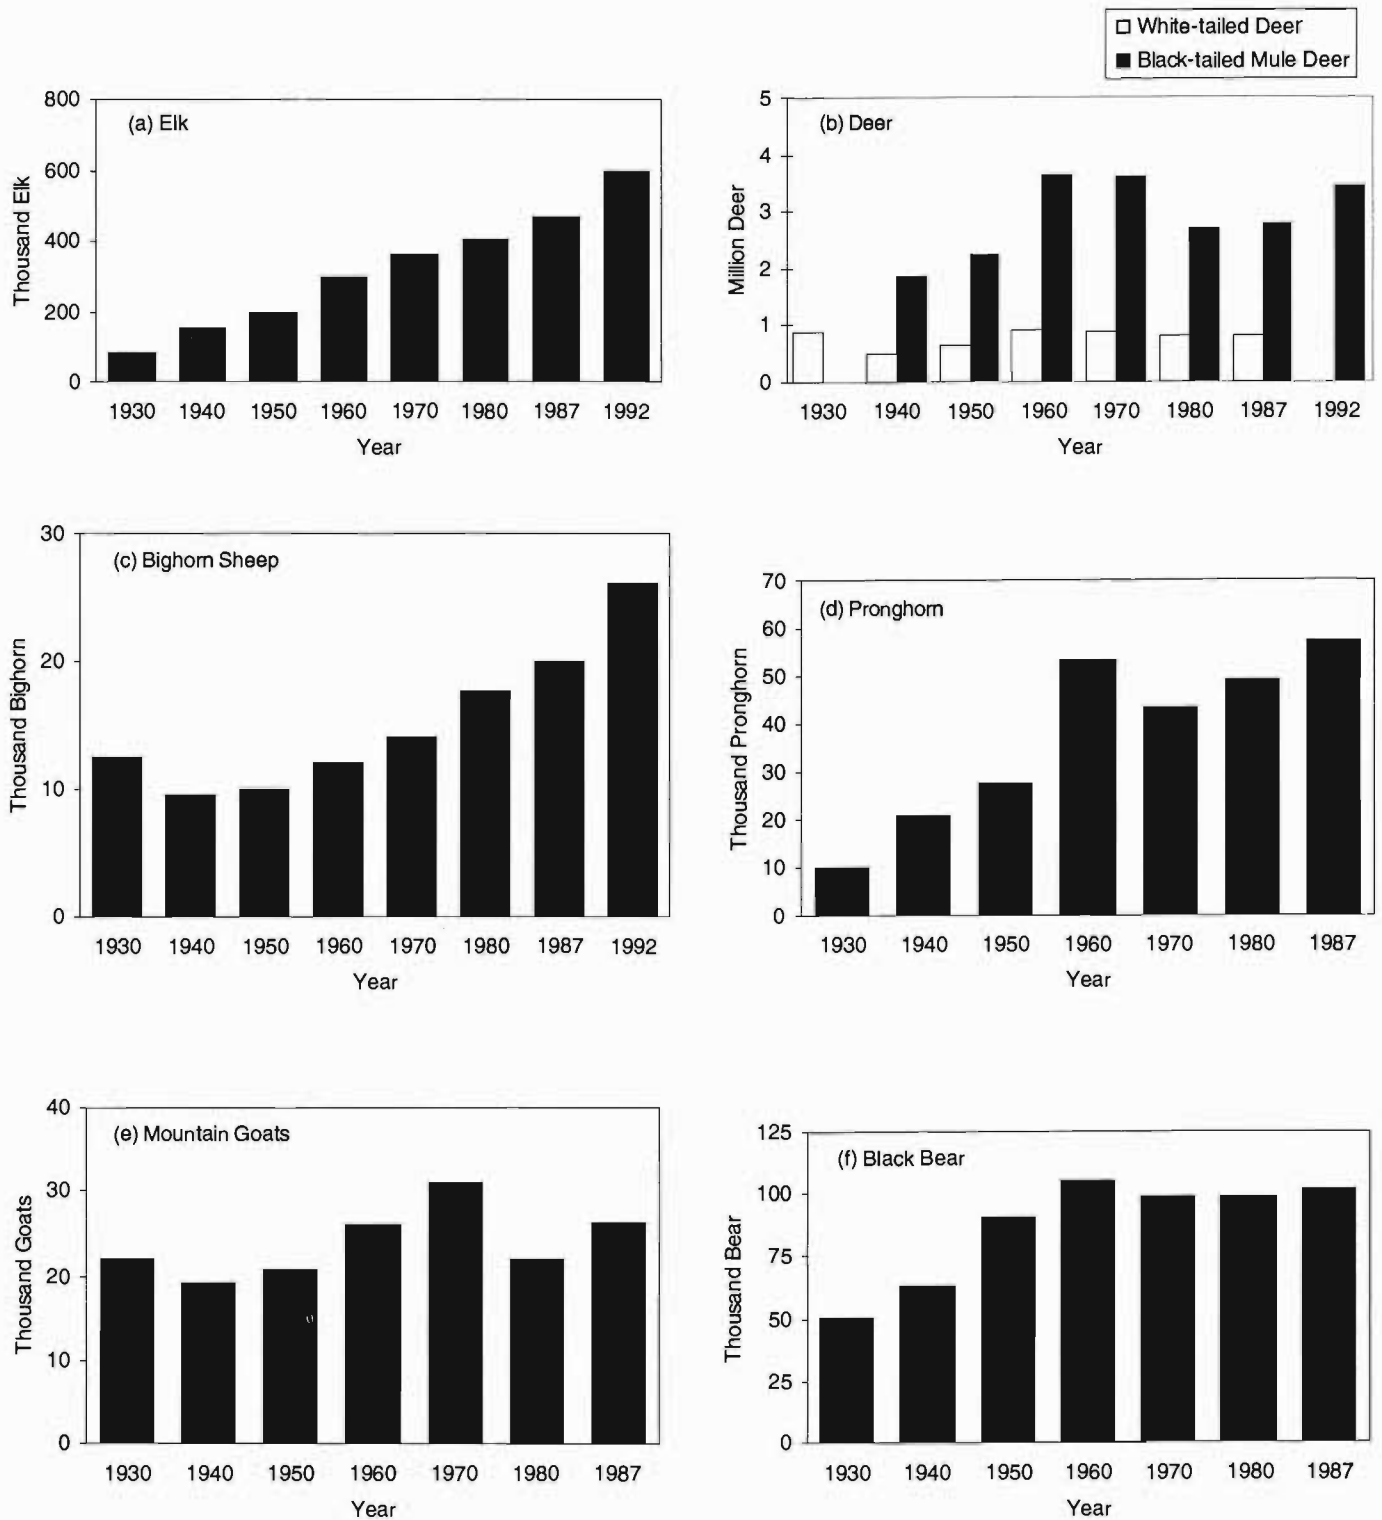 White-tailed Deer
Black-tailed Mule Deer
(a) Elk
Thousand Elk
800
600
400
200
0
1930 1940 1950 1960 1970 1980 1987 1992
Year
(b) Deer
Million Deer
5
4
3
2
1
0
1930 1940 1950 1960 1970 1980 1987 1992
Year
(c) Bighorn Sheep
Thousand Bighorn
30
20
10
0
1930 1940 1950 1960 1970 1980 1987 1992
Year
(d) Pronghorn
Thousand Pronghorn
70
60
50
40
30
20
10
0
1930 1940 1950 1960 1970 1980 1987
Year
(e) Mountain Goats
Thousand Goats
40
30
20
10
0
1930 1940 1950 1960 1970 1980 1987
Year
(f) Black Bear
Thousand Bear
125
100
75
50
25
0
1930 1940 1950 1960 1970 1980 1987
Year